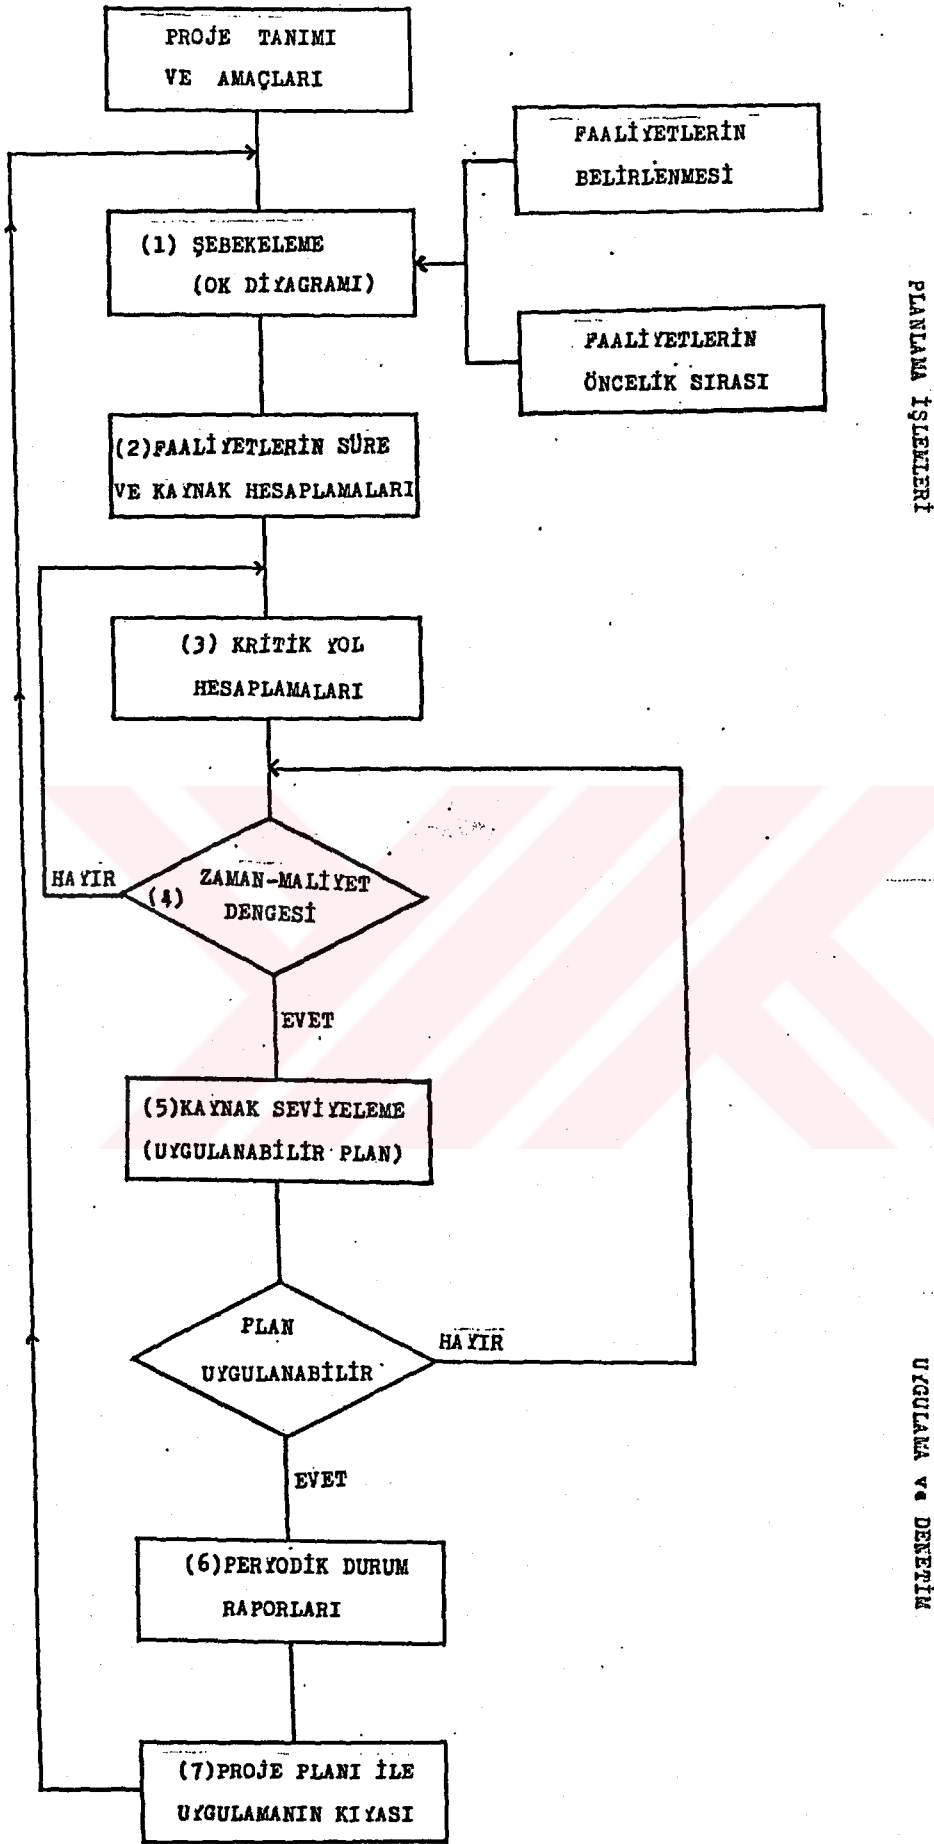 PROJE TANIMI
VE AMAÇLARI
FAALİYETLERİN
BELİRLENMESİ
(1) ŞEBEKELEME
(OK DİYAGRAMI)
FAALİYETLERİN
ÖNCELİK SIRASI
PLANLAMA İŞLEMLERİ
(2)FAALİYETLERİN SÜRE
VE KAYNAK HESAPLAMALARI
(3) KRİTİK YOL
HESAPLAMALARI
HAYIR
(4) ZAMAN-MALİYET
DENGESİ
EVET
(5)KAYNAK SEVİYELEME
(UYGULANABİLİR PLAN)
PLAN
UYGULANABİLİR
HAYIR
EVET
UYGULAMA ve DENETİM
(6)PERYODİK DURUM
RAPORLARI
(7)PROJE PLANI İLE
UYGULAMANIN KIYASI